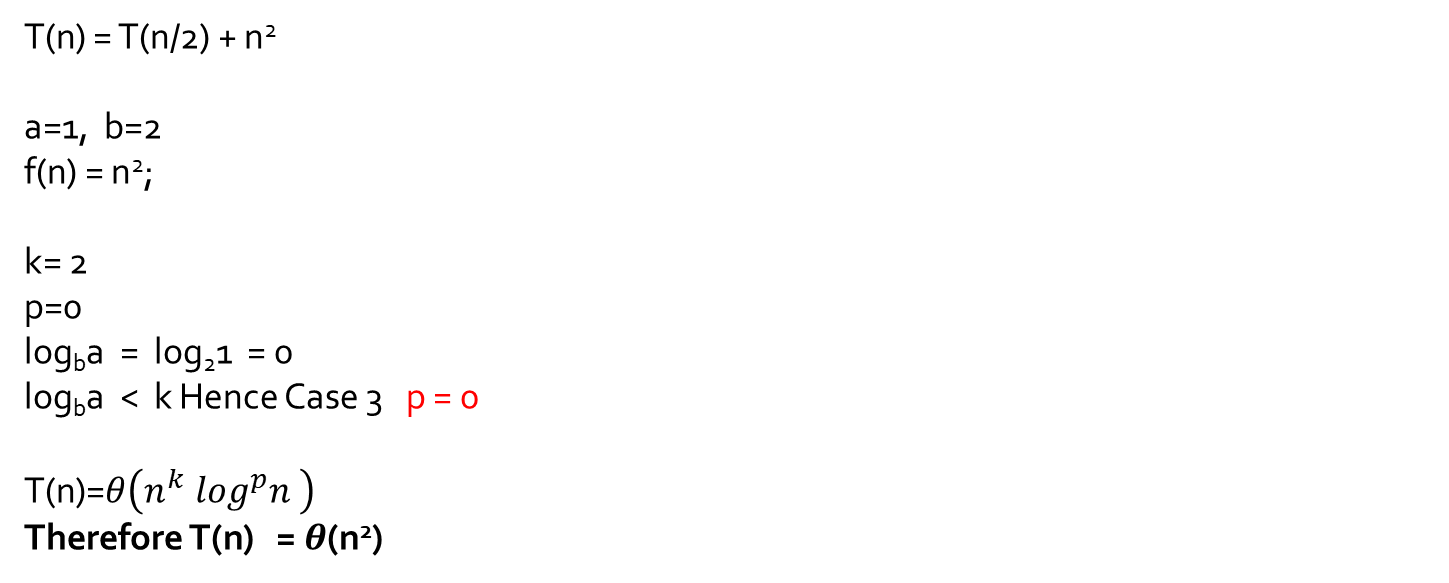 T(n) = T(n/2) + n²
a=1, b=2
f(n) = n²;
k= 2
p=0
log_b a = log₂1 = 0
log_b a < k Hence Case 3 p = 0
T(n)=θ(n^k log^p n )
Therefore T(n) = θ(n²)